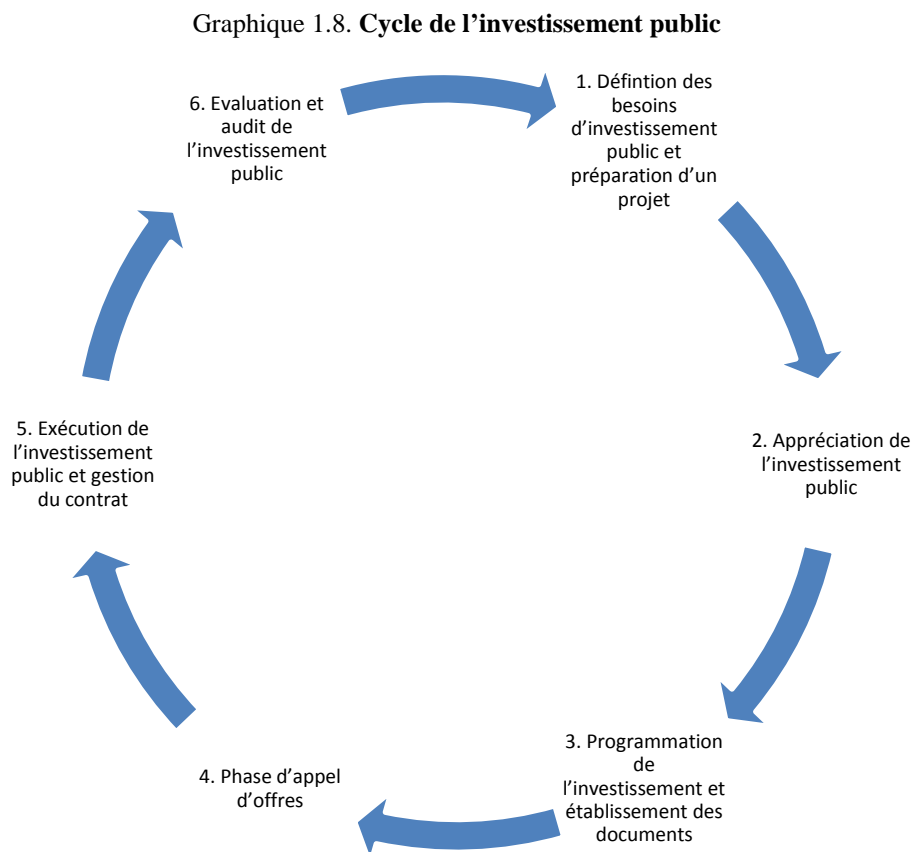 Graphique 1.8. Cycle de l’investissement public
1. Défintion des
besoins
d’investissement
public et
préparation d’un
projet
2. Appréciation de
l’investissement
public
3. Programmation
de
l’investissement et
établissement des
documents
4. Phase d’appel
d’offres
5. Exécution de
l’investissement
public et gestion
du contrat
6. Evaluation et
audit de
l’investissement
public